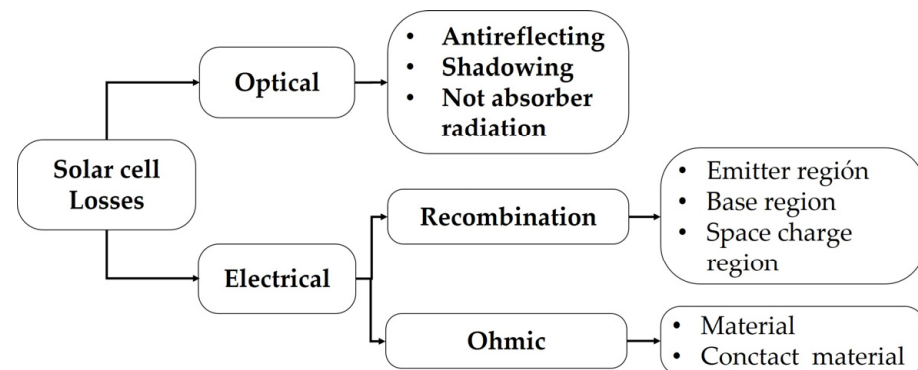 Solar cell
Losses
Optical
• Antireflecting
• Shadowing
• Not absorber
radiation
Electrical
Recombination
• Emitter región
• Base region
• Space charge
region
Ohmic
• Material
• Conctact material